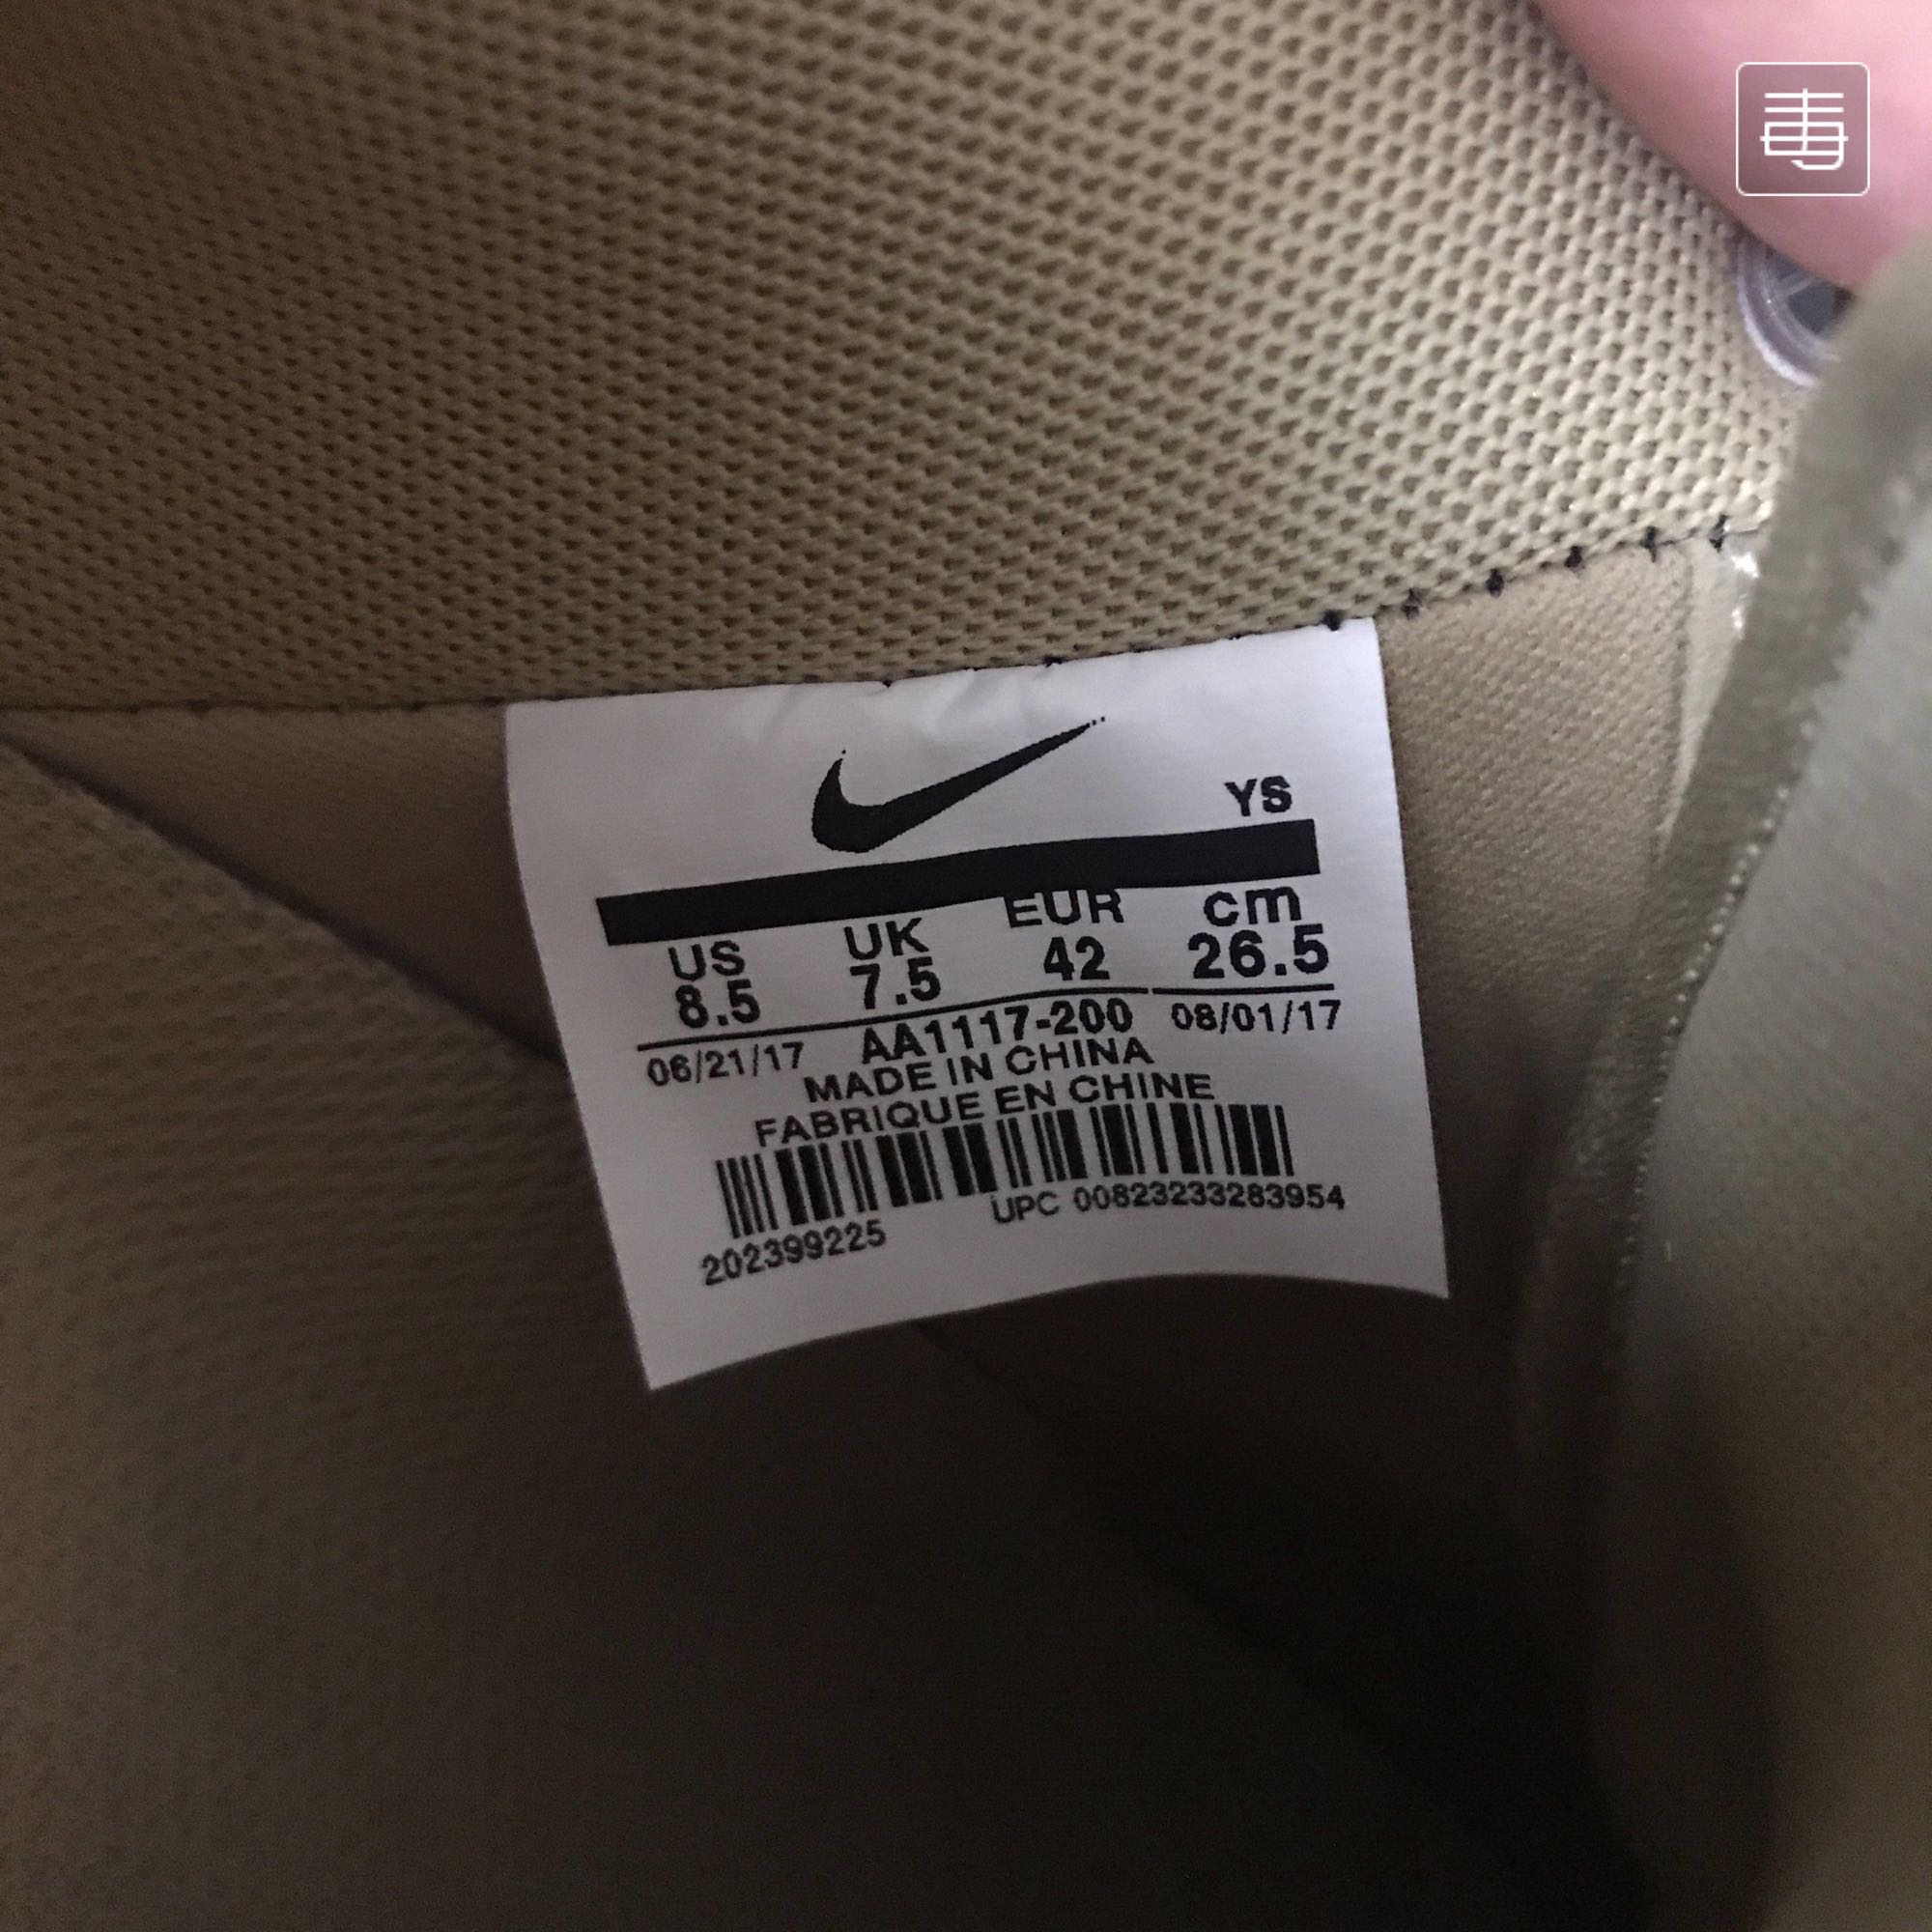 毒
YS
US UK EUR cm
8.5 7.5 42 26.5
06/21/17 AA1117-200 08/01/17
MADE IN CHINA
FABRIQUE EN CHINE
202399225 UPC 00823233283954